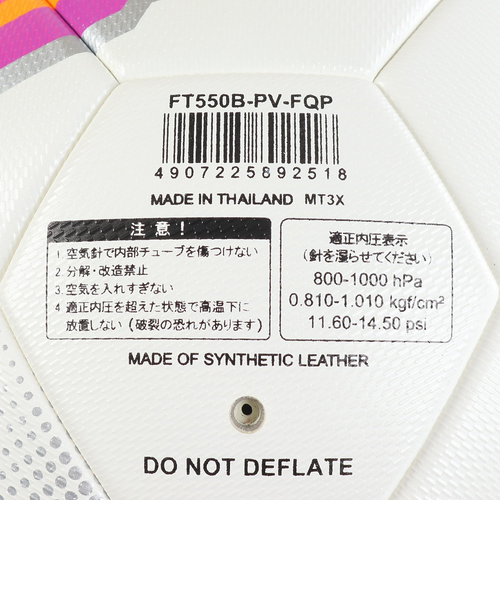 FT550B-PV-FQP
4907225892518
MADE IN THAILAND MT3X
注意!
1.空気針で内部チューブを傷つけない
2.分解・改造禁止
3.空気を入れすぎない
4 適正内圧を超えた状態で高温下に
放置しない(破裂の恐れがあります)
適正内圧表示
(針を湿らせてください)
800-1000 hPa
0.810-1.010 kgf/cm²
11.60-14.50 psi
MADE OF SYNTHETIC LEATHER
DO NOT DEFLATE